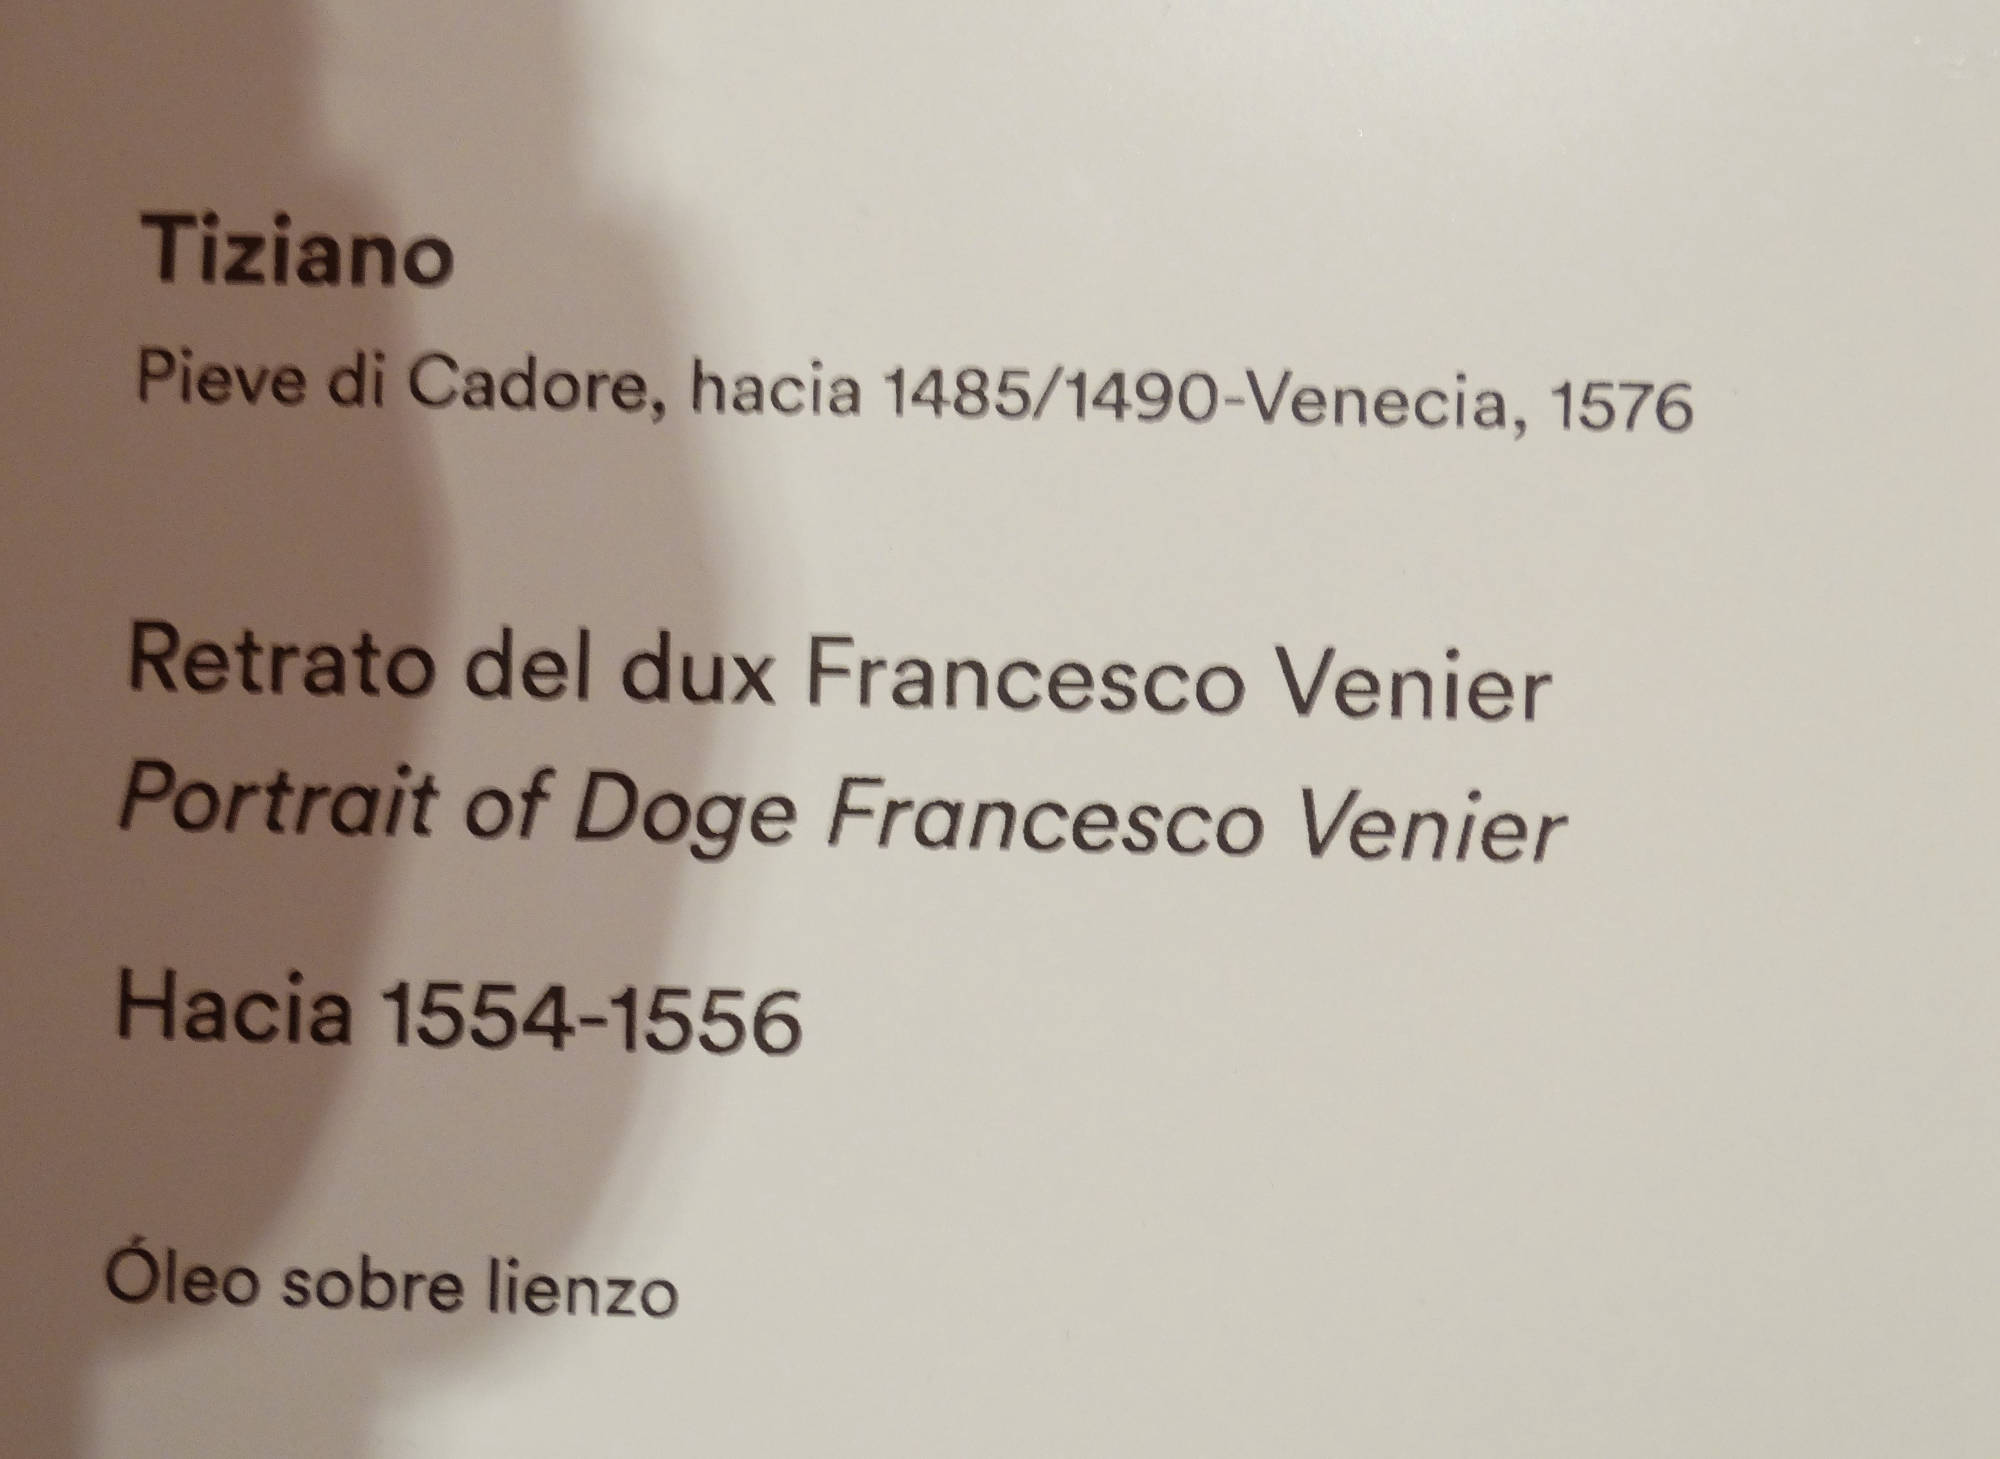 Tiziano
Pieve di Cadore, hacia 1485/1490-Venecia, 1576
Retrato del dux Francesco Venier
Portrait of Doge Francesco Venier
Hacia 1554-1556
Óleo sobre lienzo